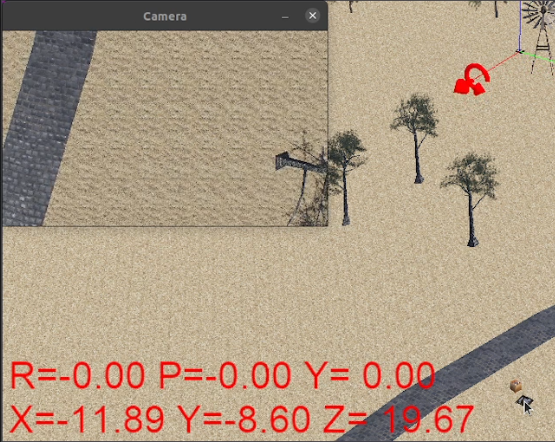 Camera
R=-0.00 P=-0.00 Y= 0.00
X=-11.89 Y=-8.60 Z= 19.67